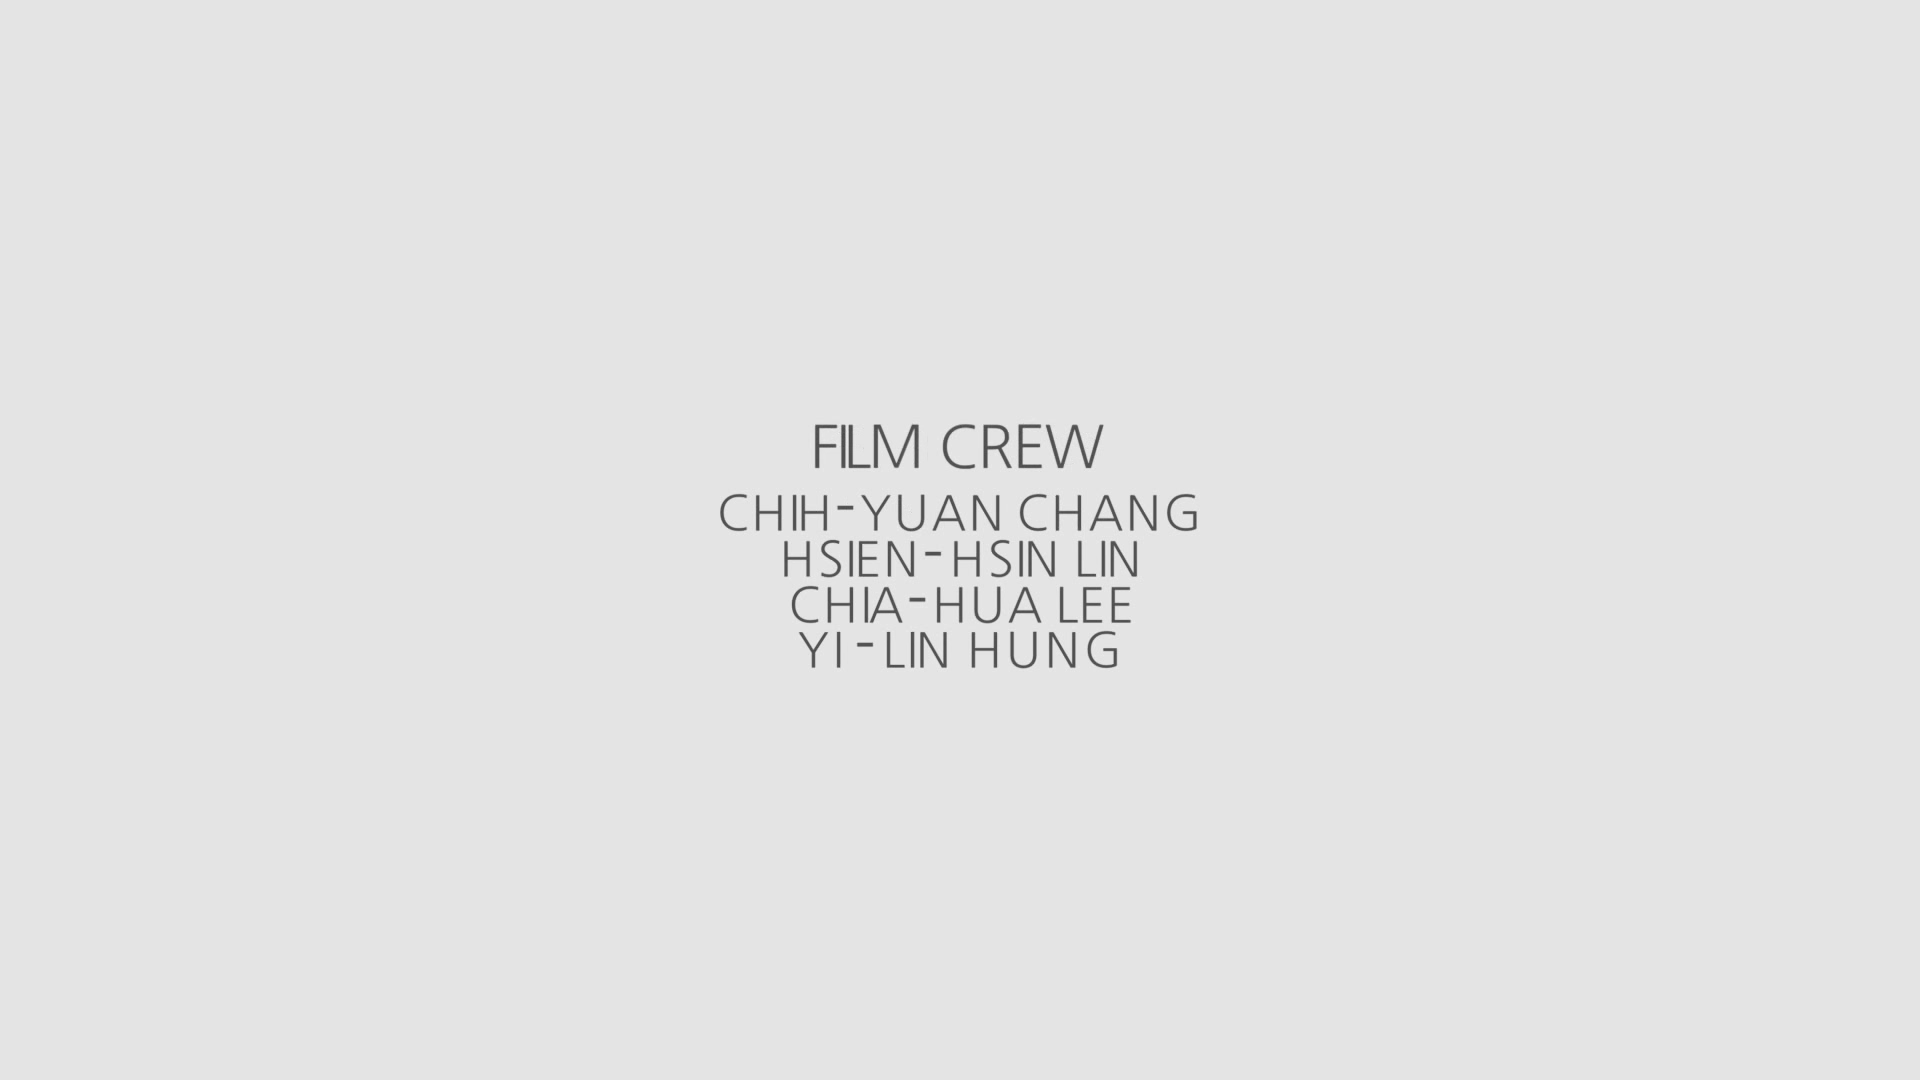 FILM CREW
CHIH-YUAN CHANG
HSIEN-HSIN LIN
CHIA-HUA LEE
YI-LIN HUNG